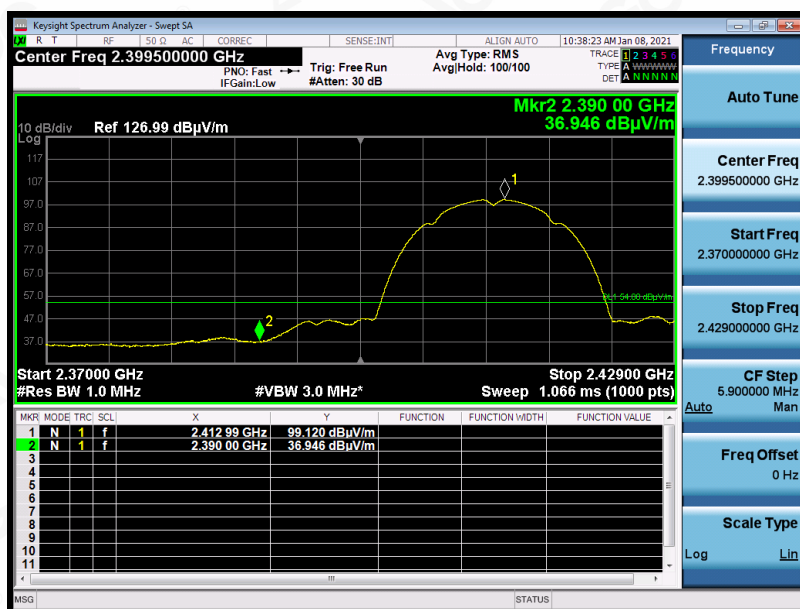 Keysight Spectrum Analyzer - Swept SA
LXI R T RF 50 Ω AC CORREC SENSE:INT ALIGN AUTO 10:38:23 AM Jan 08, 2021
Center Freq 2.399500000 GHz
PNO: Fast
IFGain:Low
Trig: Free Run
#Atten: 30 dB
Avg Type: RMS
Avg|Hold: 100/100
TRACE 1 2 3 4 5 6
TYPE A WWWWW
DET A N N N N N
Mkr2 2.390 00 GHz
36.946 dBµV/m
10 dB/div Ref 126.99 dBµV/m
Log
117
107
97.0
87.0
77.0
67.0
57.0
47.0
37.0
1
2
DL1 54.00 dBµV/m
Start 2.37000 GHz Stop 2.42900 GHz
#Res BW 1.0 MHz #VBW 3.0 MHz* Sweep 1.066 ms (1000 pts)
MKR MODE TRC SCL X Y FUNCTION FUNCTION WIDTH FUNCTION VALUE
1 N 1 f 2.412 99 GHz 99.120 dBµV/m
2 N 1 f 2.390 00 GHz 36.946 dBµV/m
3
4
5
6
7
8
9
10
11
MSG STATUS
Frequency
Auto Tune
Center Freq
2.399500000 GHz
Start Freq
2.370000000 GHz
Stop Freq
2.429000000 GHz
CF Step
5.900000 MHz
Auto Man
Freq Offset
0 Hz
Scale Type
Log Lin